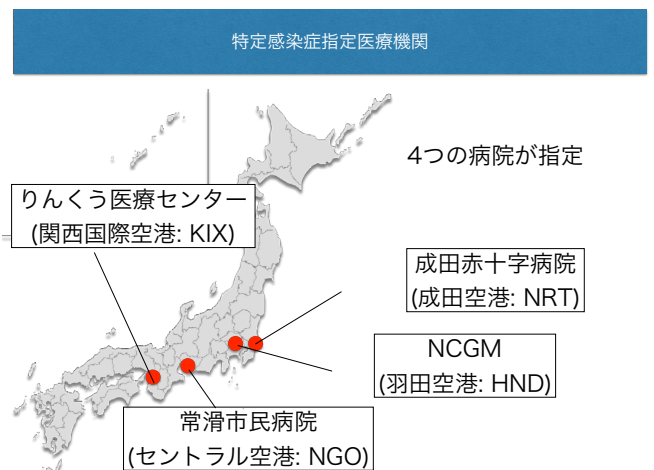 特定感染症指定医療機関
4つの病院が指定
りんくう医療センター
(関西国際空港: KIX)
成田赤十字病院
(成田空港: NRT)
NCGM
(羽田空港: HND)
常滑市民病院
(セントラル空港: NGO)